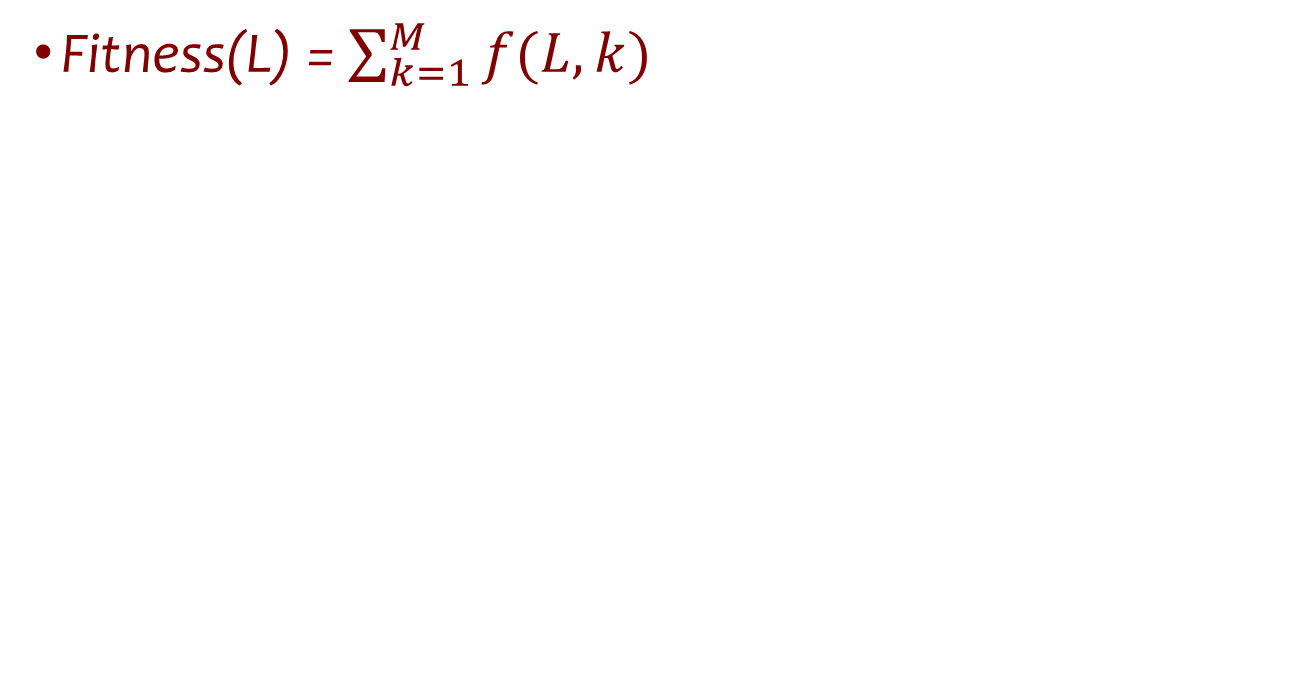 • Fitness(L) = ∑_{k=1}^{M} f(L, k)